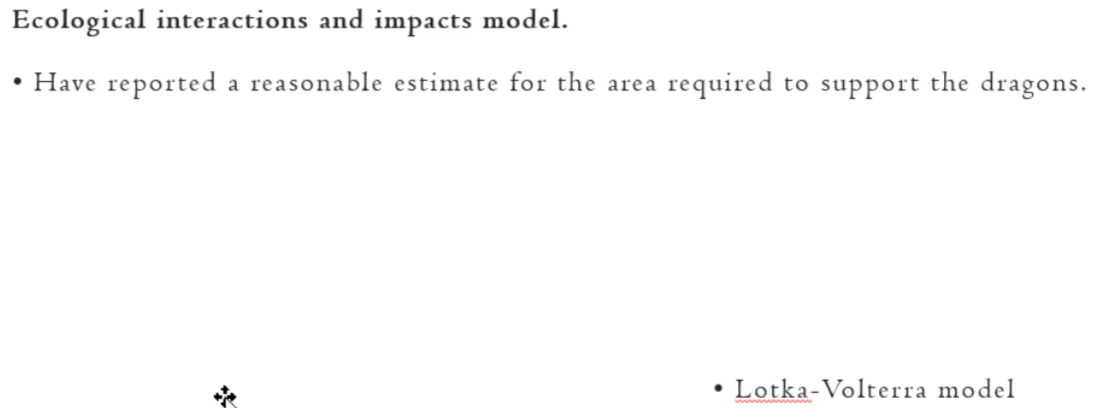 Ecological interactions and impacts model.
• Have reported a reasonable estimate for the area required to support the dragons.
• Lotka-Volterra model